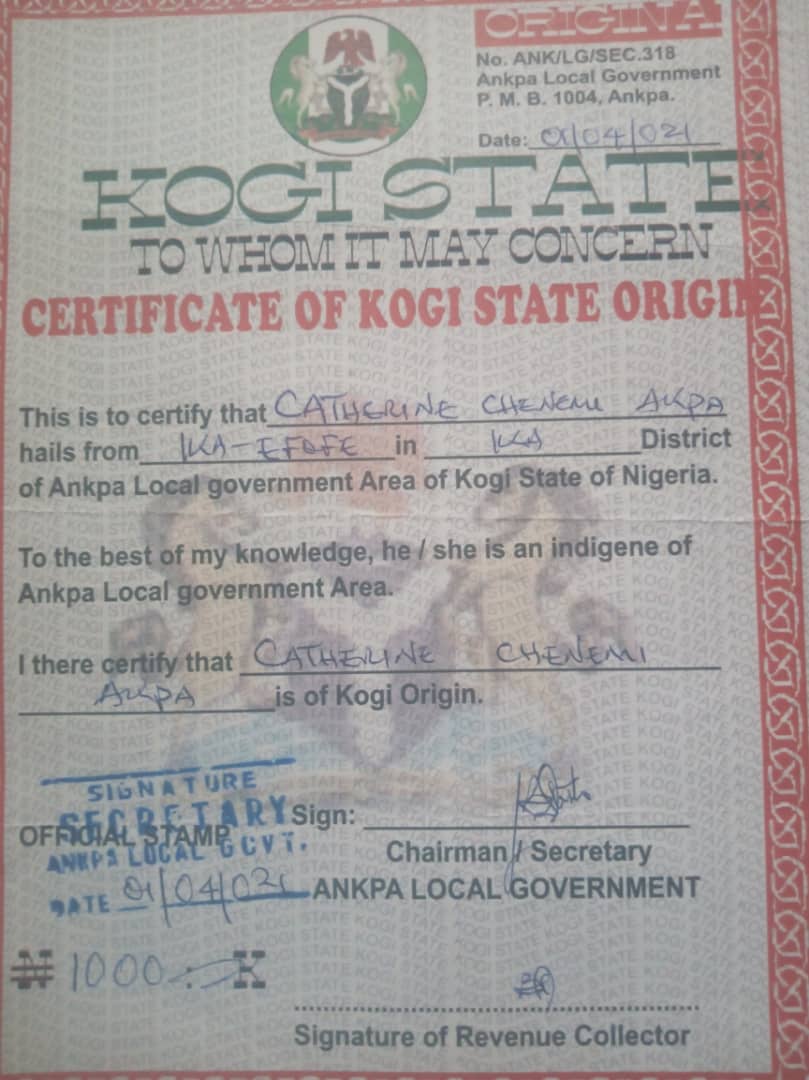 ORIGINA
No. ANK/LG/SEC.318
Ankpa Local Government
P. M. B. 1004, Ankpa.
Date: 01/04/021
KOGI STATE
TO WHOM IT MAY CONCERN
CERTIFICATE OF KOGI STATE ORIGIN
This is to certify that CATHERINE CHENEMI AKPA
hails from IKA-EFOFE in IKA District
of Ankpa Local government Area of Kogi State of Nigeria.
To the best of my knowledge, he / she is an indigene of
Ankpa Local government Area.
I there certify that CATHERINE CHENEMI
AKPA is of Kogi Origin.
SIGNATURE
SECRETARY
Sign:
OFFICIAL STAMP
ANKPA LOCAL GOVT.
Chairman / Secretary
DATE 01/04/021
ANKPA LOCAL GOVERNMENT
₦ 1000 : K
Signature of Revenue Collector